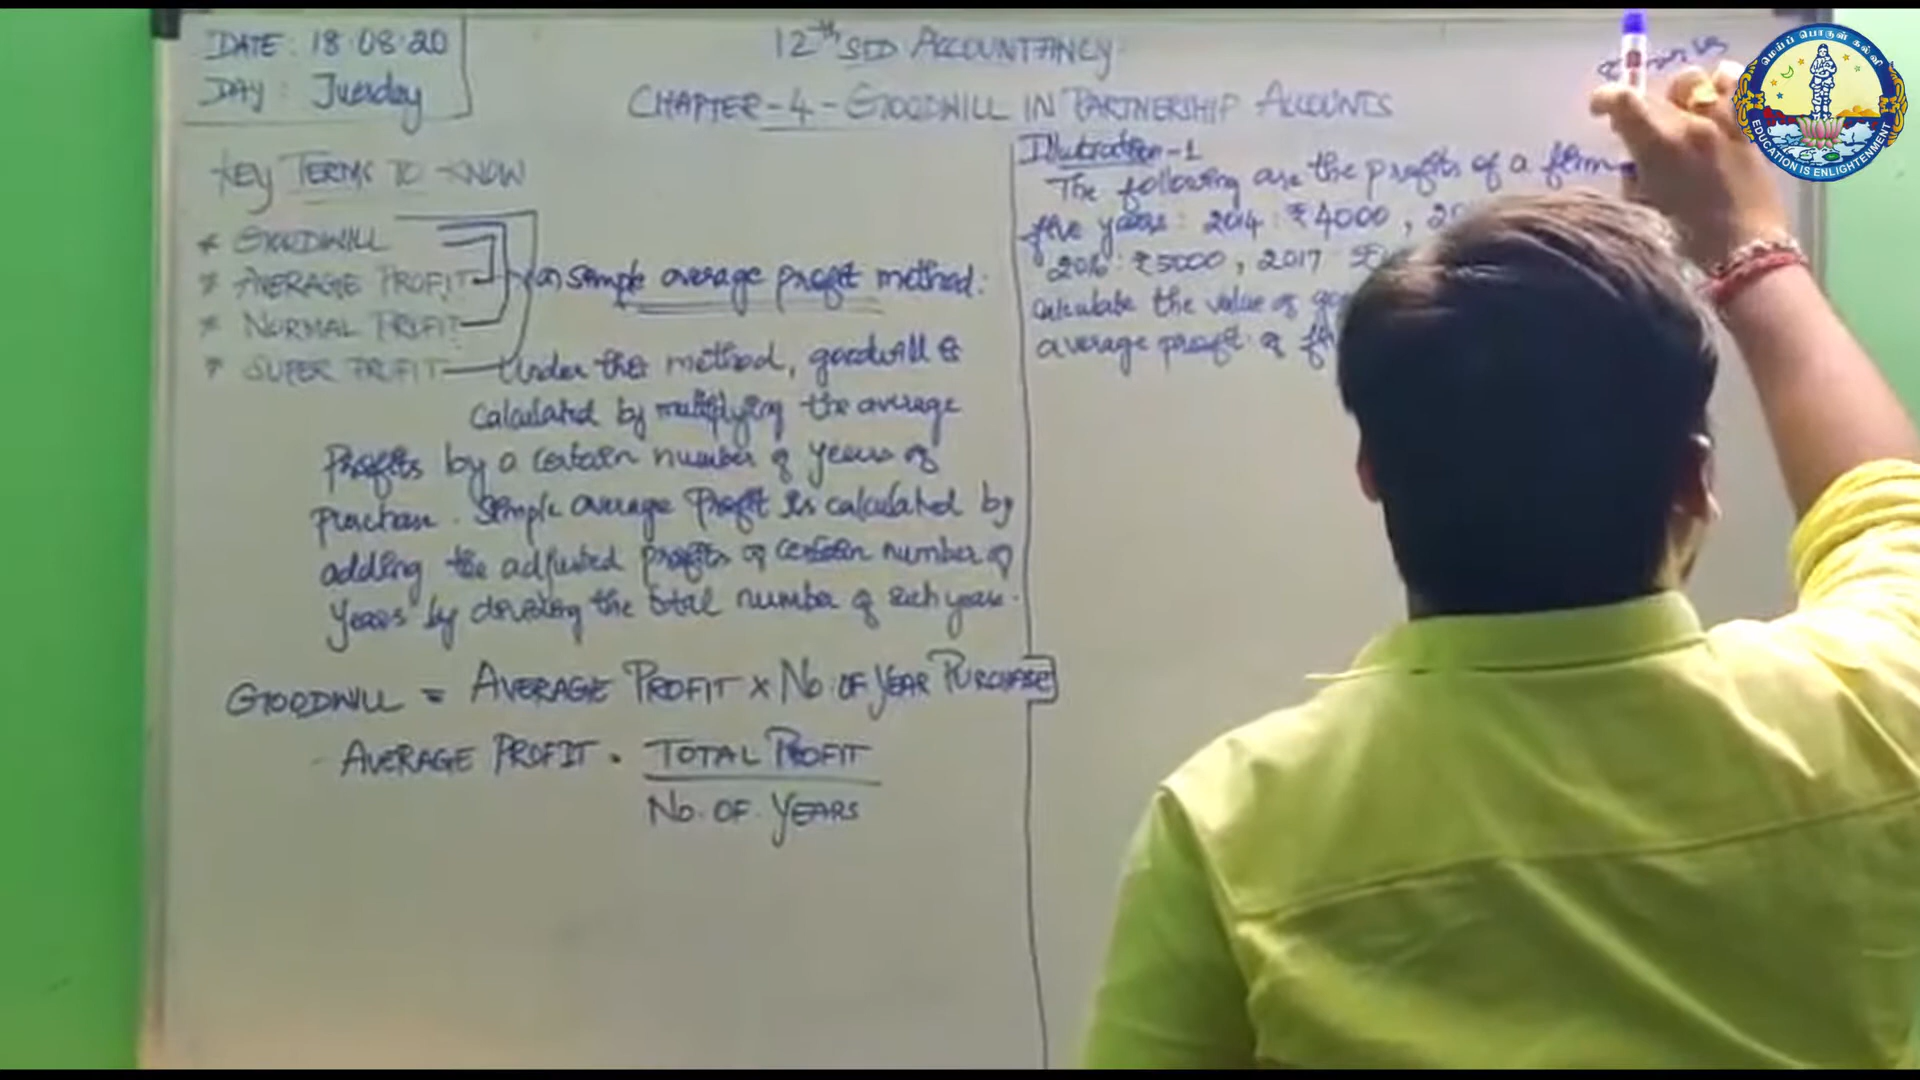 DATE : 18.08.20
DAY : Tuesday
12th STD ACCOUNTANCY
CHAPTER-4-GOODWILL IN PARTNERSHIP ACCOUNTS
KEY TERMS TO KNOW
* GOODWILL
* AVERAGE PROFIT
* NORMAL PROFIT
* SUPER PROFIT
(a) Simple average profit method:
Under this method, goodwill is
calculated by multiplying the average
Profits by a certain number of years of
purchase. Simple average Profit is calculated by
adding the adjusted profits of certain number of
years by dividing the total number of such years.
GOODWILL = AVERAGE PROFIT x No. OF YEAR PURCHASE
AVERAGE PROFIT = TOTAL PROFIT
No. OF YEARS
Illustration-1
The following are the profits of a firm
five years: 2014: ₹4000,
2016: ₹5000, 2017
Calculate the value of
average profit of
மெய்ப் பொருள் கல்வி
EDUCATION IS ENLIGHTENMENT